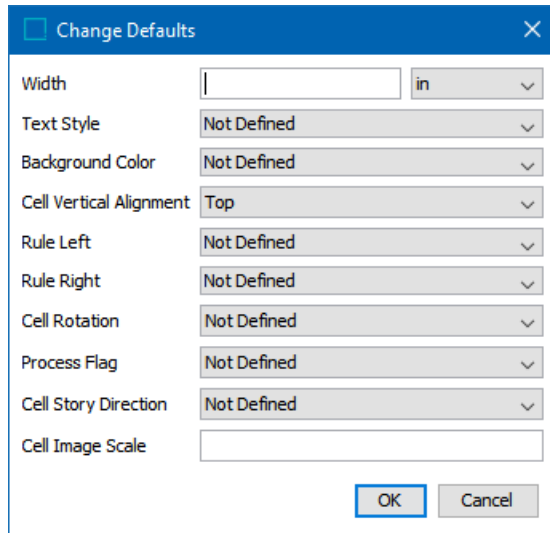 Change Defaults
Width in
Text Style Not Defined
Background Color Not Defined
Cell Vertical Alignment Top
Rule Left Not Defined
Rule Right Not Defined
Cell Rotation Not Defined
Process Flag Not Defined
Cell Story Direction Not Defined
Cell Image Scale
OK Cancel